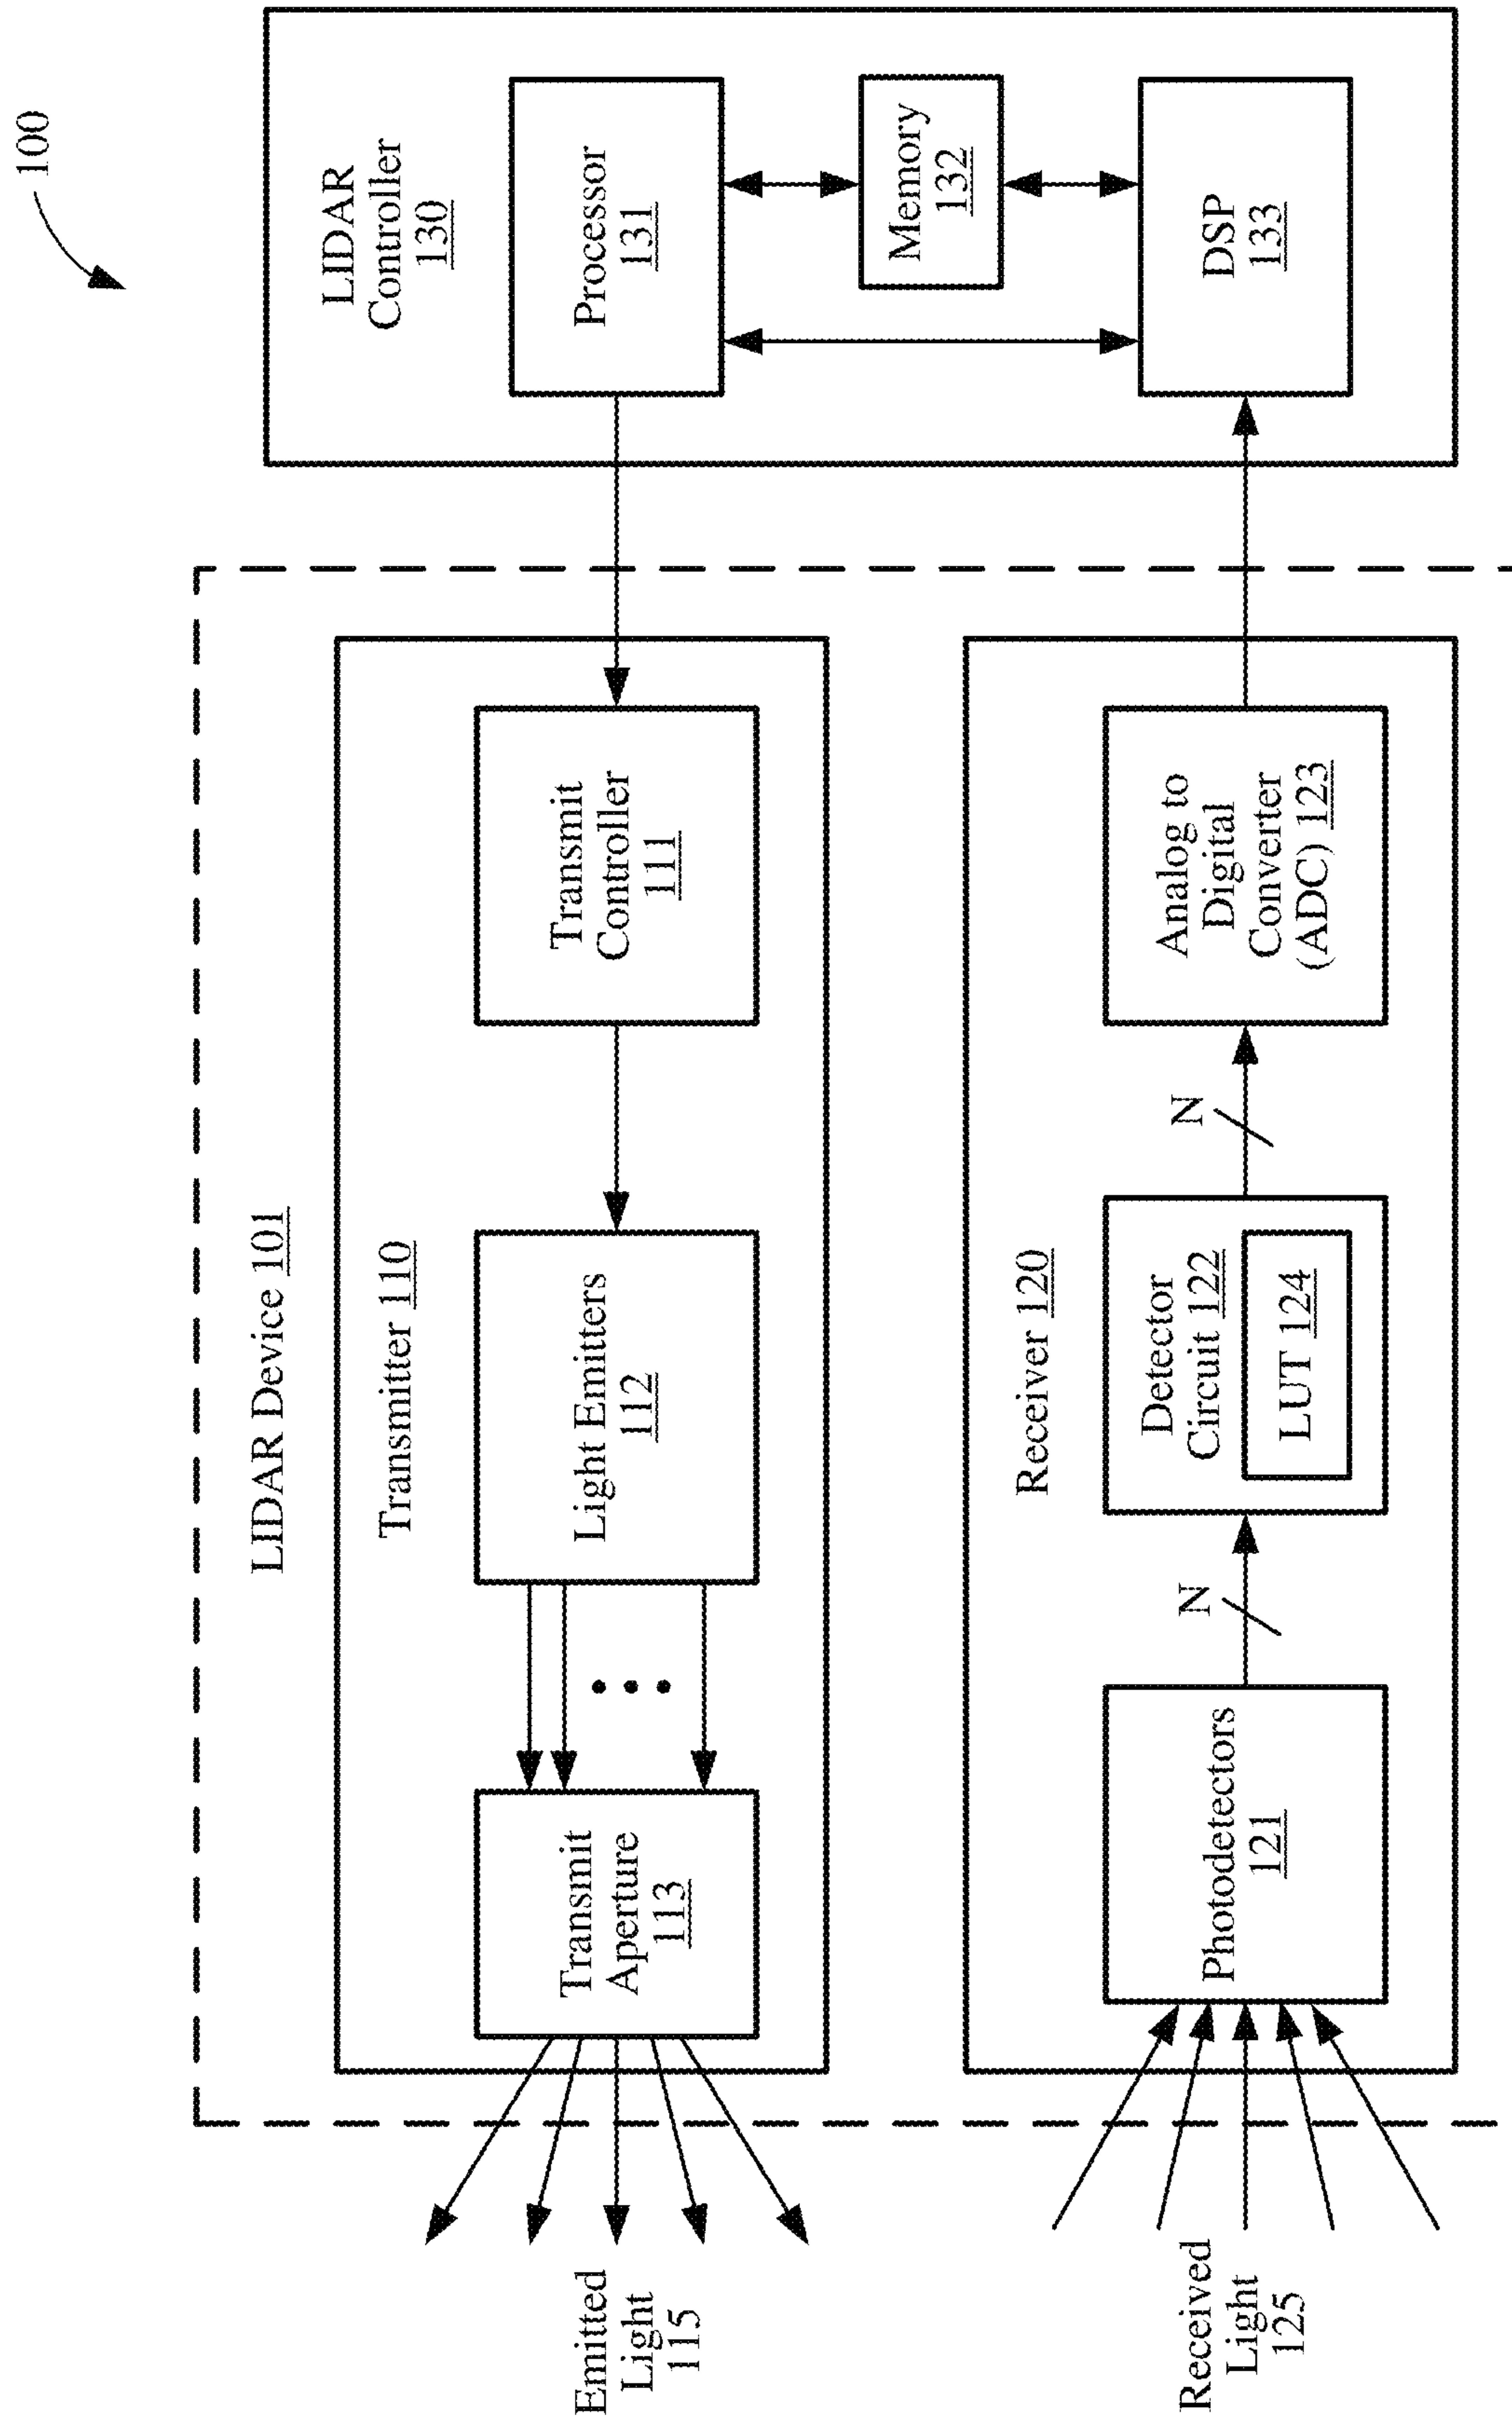 100
LIDAR Device 101
Transmitter 110
Emitted
Light
115
Transmit
Aperture
113
Light Emitters
112
Transmit
Controller
111
Receiver 120
Received
Light
125
Photodetectors
121
N
Detector
Circuit 122
LUT 124
N
Analog to
Digital
Converter
(ADC) 123
LIDAR
Controller
130
Processor
131
Memory
132
DSP
133